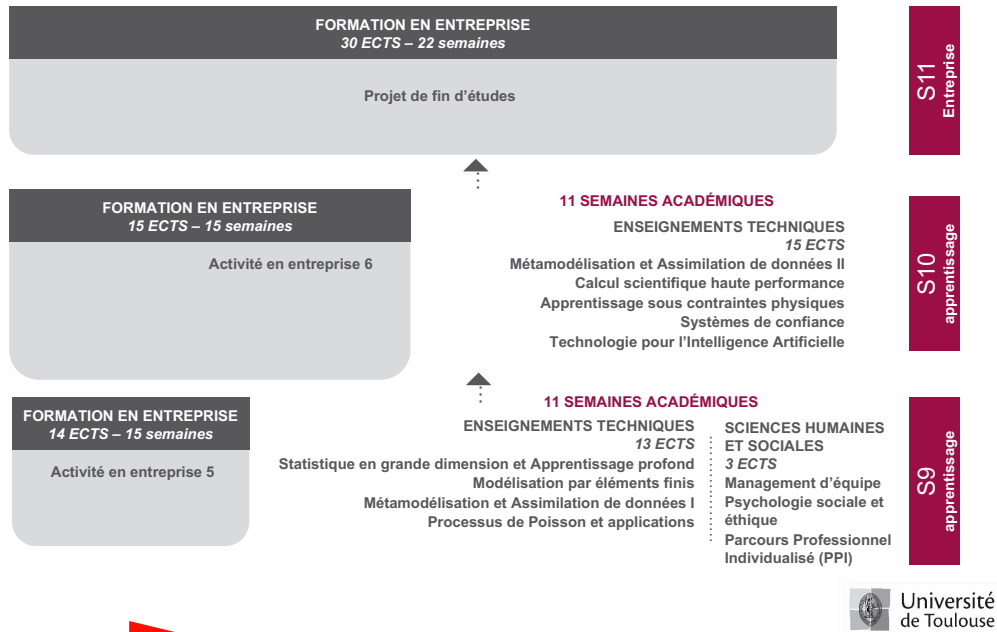 FORMATION EN ENTREPRISE
30 ECTS – 22 semaines
Projet de fin d'études
S11
Entreprise
FORMATION EN ENTREPRISE
15 ECTS – 15 semaines
Activité en entreprise 6
11 SEMAINES ACADÉMIQUES
ENSEIGNEMENTS TECHNIQUES
15 ECTS
Métamodélisation et Assimilation de données II
Calcul scientifique haute performance
Apprentissage sous contraintes physiques
Systèmes de confiance
Technologie pour l'Intelligence Artificielle
S10
apprentissage
FORMATION EN ENTREPRISE
14 ECTS – 15 semaines
Activité en entreprise 5
11 SEMAINES ACADÉMIQUES
ENSEIGNEMENTS TECHNIQUES
13 ECTS
Statistique en grande dimension et Apprentissage profond
Modélisation par éléments finis
Métamodélisation et Assimilation de données I
Processus de Poisson et applications
SCIENCES HUMAINES
ET SOCIALES
3 ECTS
Management d'équipe
Psychologie sociale et
éthique
Parcours Professionnel
Individualisé (PPI)
S9
apprentissage
Université
de Toulouse